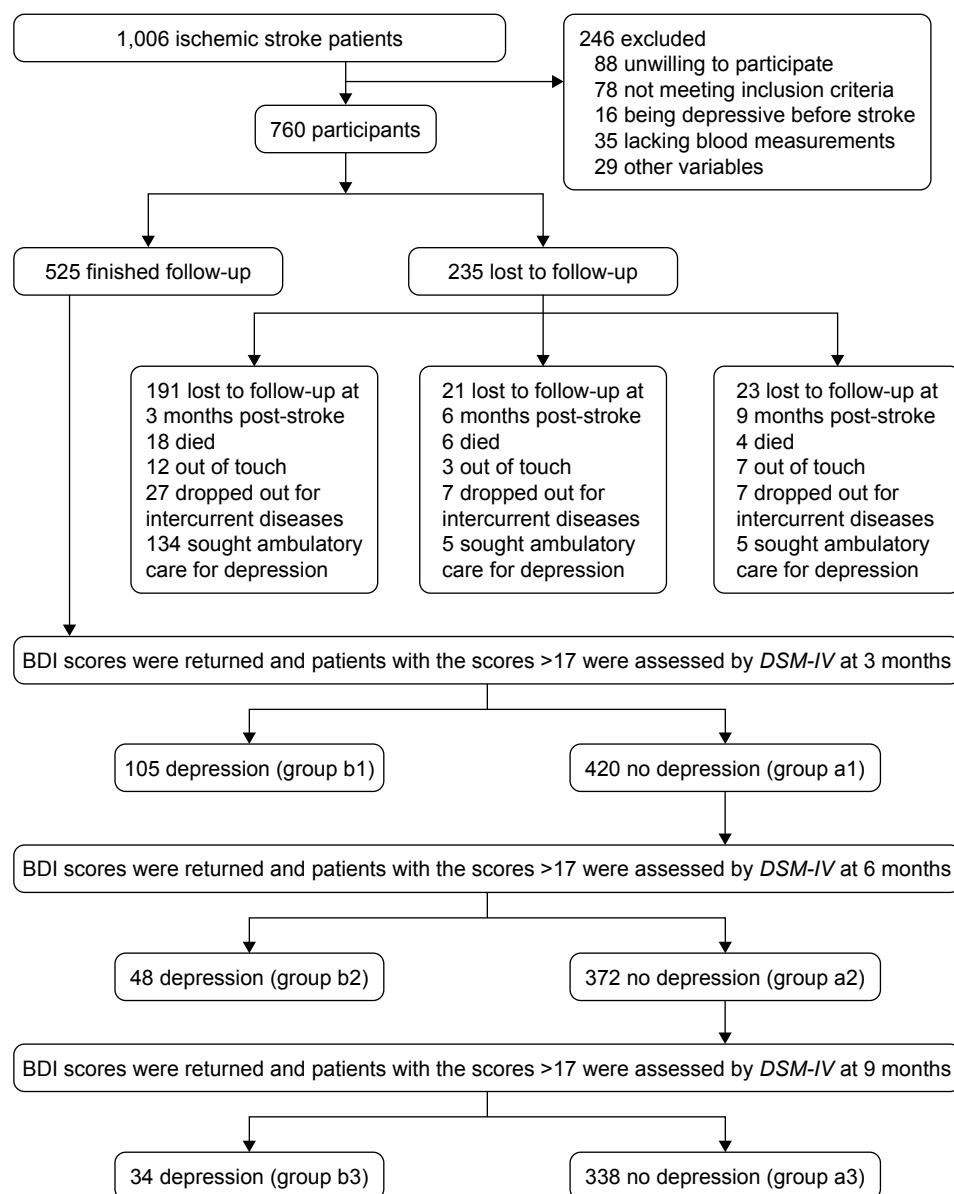 1,006 ischemic stroke patients
246 excluded
88 unwilling to participate
78 not meeting inclusion criteria
16 being depressive before stroke
35 lacking blood measurements
29 other variables
760 participants
525 finished follow-up
235 lost to follow-up
191 lost to follow-up at
3 months post-stroke
18 died
12 out of touch
27 dropped out for
intercurrent diseases
134 sought ambulatory
care for depression
21 lost to follow-up at
6 months post-stroke
6 died
3 out of touch
7 dropped out for
intercurrent diseases
5 sought ambulatory
care for depression
23 lost to follow-up at
9 months post-stroke
4 died
7 out of touch
7 dropped out for
intercurrent diseases
5 sought ambulatory
care for depression
BDI scores were returned and patients with the scores >17 were assessed by DSM-IV at 3 months
105 depression (group b1)
420 no depression (group a1)
BDI scores were returned and patients with the scores >17 were assessed by DSM-IV at 6 months
48 depression (group b2)
372 no depression (group a2)
BDI scores were returned and patients with the scores >17 were assessed by DSM-IV at 9 months
34 depression (group b3)
338 no depression (group a3)